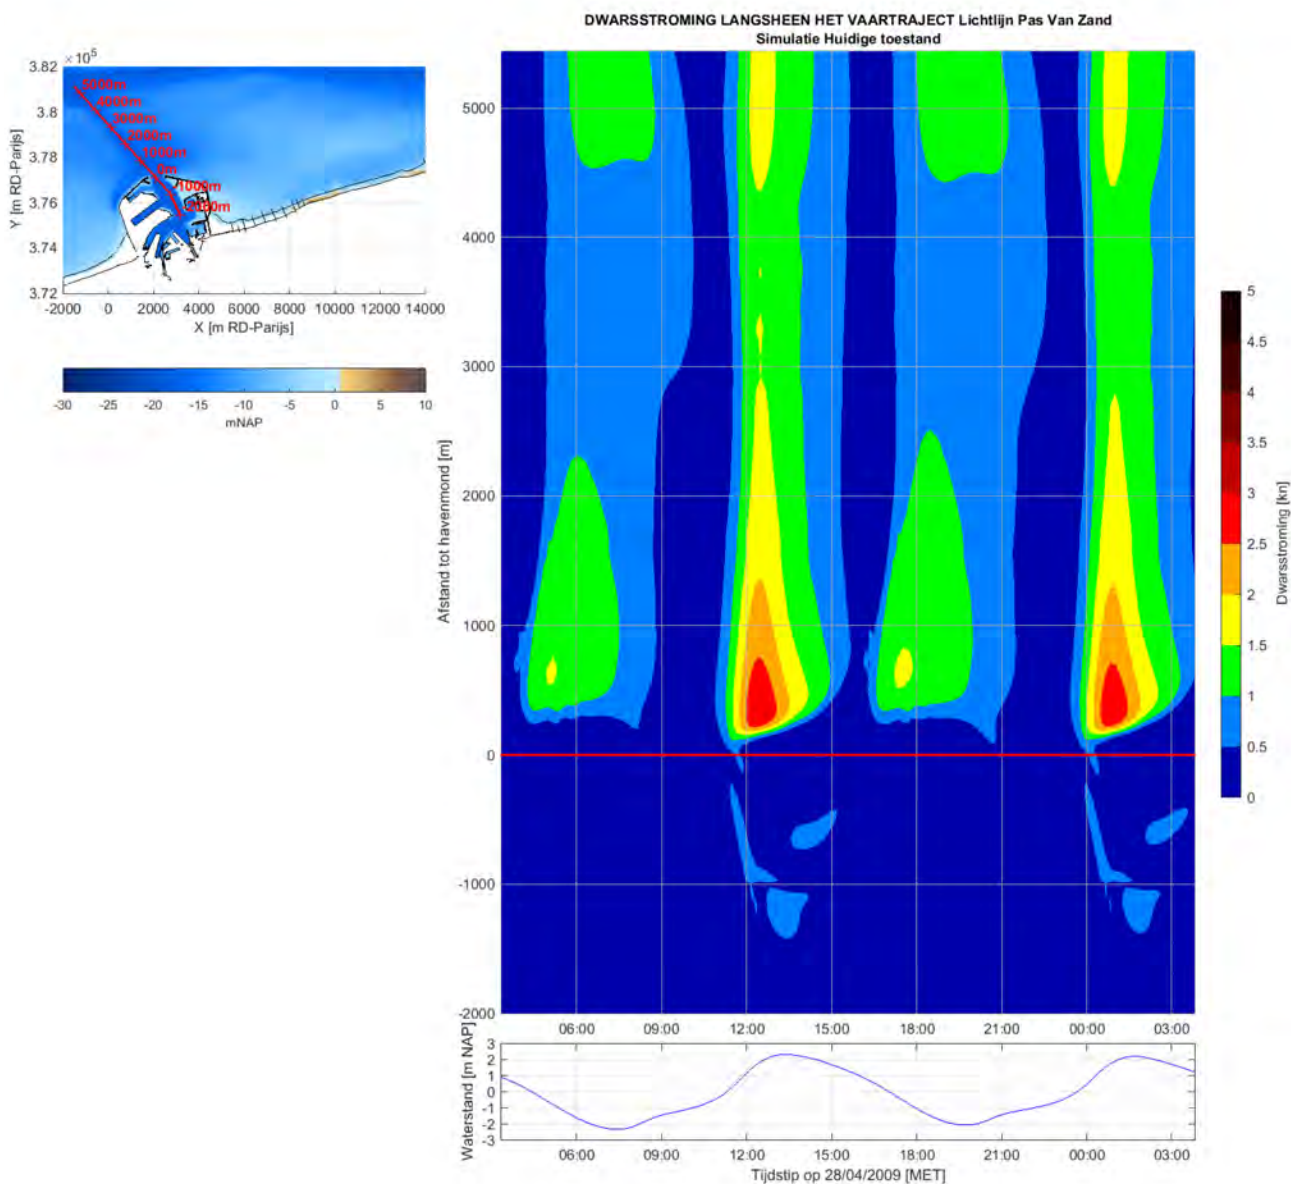 DWARSSTROMING LANGSHEEN HET VAARTRAJECT Lichtlijn Pas Van Zand
Simulatie Huidige toestand
× 10⁵
3.82
3.8
3.78
3.76
3.74
3.72
Y [m RD-Parijs]
5000m
4000m
3000m
2000m
1000m
0m
-1000m
-2000 0 2000 4000 6000 8000 10000 12000 14000
X [m RD-Parijs]
-30 -25 -20 -15 -10 -5 0 5 10
mNAP
Afstand tot havenmond [m]
5000
4000
3000
2000
1000
0
-1000
-2000
06:00 09:00 12:00 15:00 18:00 21:00 00:00 03:00
5
4.5
4
3.5
3
2.5
2
1.5
1
0.5
0
Dwarsstroming [kn]
Waterstand [m NAP]
3
2
1
0
-1
-2
-3
06:00 09:00 12:00 15:00 18:00 21:00 00:00 03:00
Tijdstip op 28/04/2009 [MET]